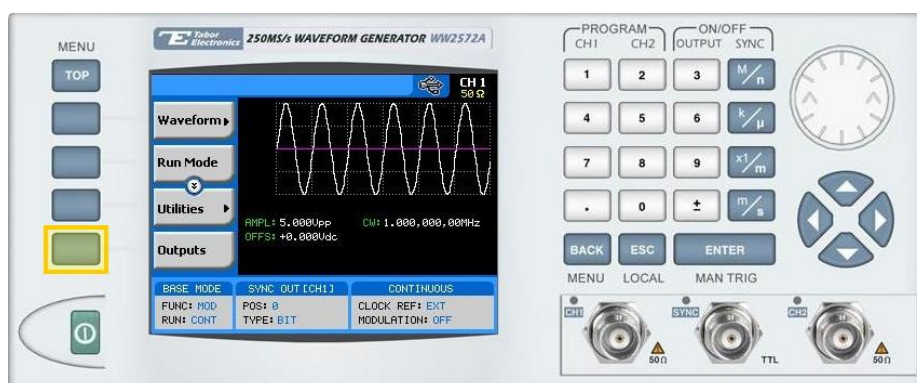 MENU
TOP
Tabor
Electronics
250MS/s WAVEFORM GENERATOR WW2572A
CH 1
50 Ω
Waveform
Run Mode
Utilities
Outputs
AMPL: 5.000Vpp
OFFS: +0.000Vdc
CW: 1.000,000,00MHz
BASE MODE
FUNC: MOD
RUN: CONT
SYNC OUT [CH1]
POS: 0
TYPE: BIT
CONTINUOUS
CLOCK REF: EXT
MODULATION: OFF
PROGRAM
CH1 CH2
ON/OFF
OUTPUT SYNC
1 2 3 M/n
4 5 6 k/µ
7 8 9 x1/m
. 0 ± m/s
BACK ESC ENTER
MENU LOCAL MAN TRIG
CH1
SYNC
CH2
50Ω
TTL
50Ω